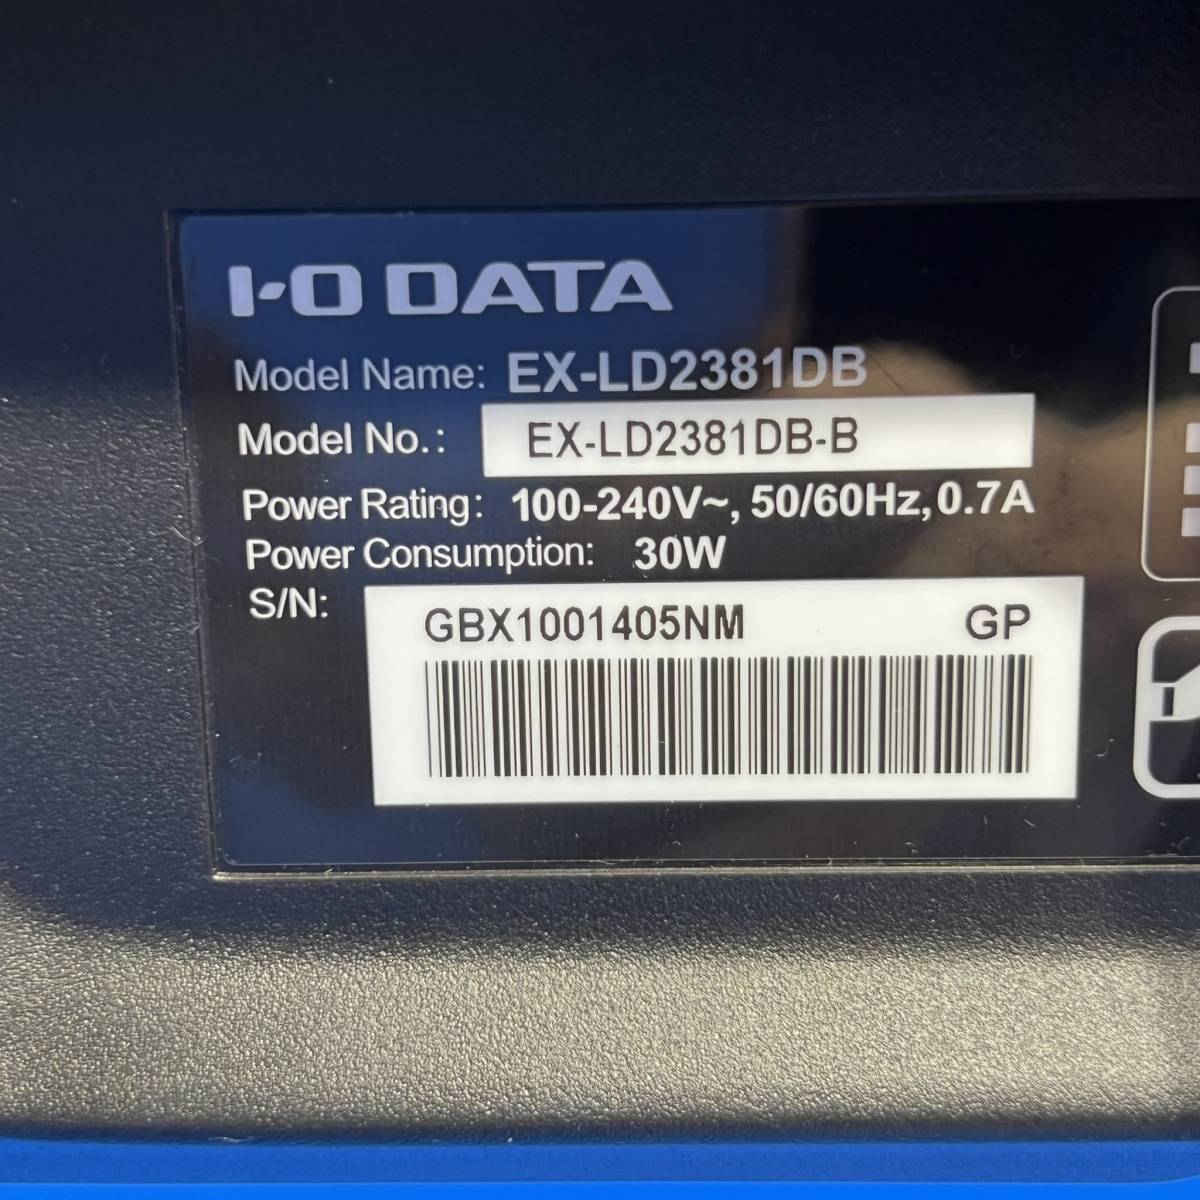 I-O DATA
Model Name: EX-LD2381DB
Model No.: EX-LD2381DB-B
Power Rating: 100-240V~, 50/60Hz, 0.7A
Power Consumption: 30W
S/N: GBX1001405NM GP